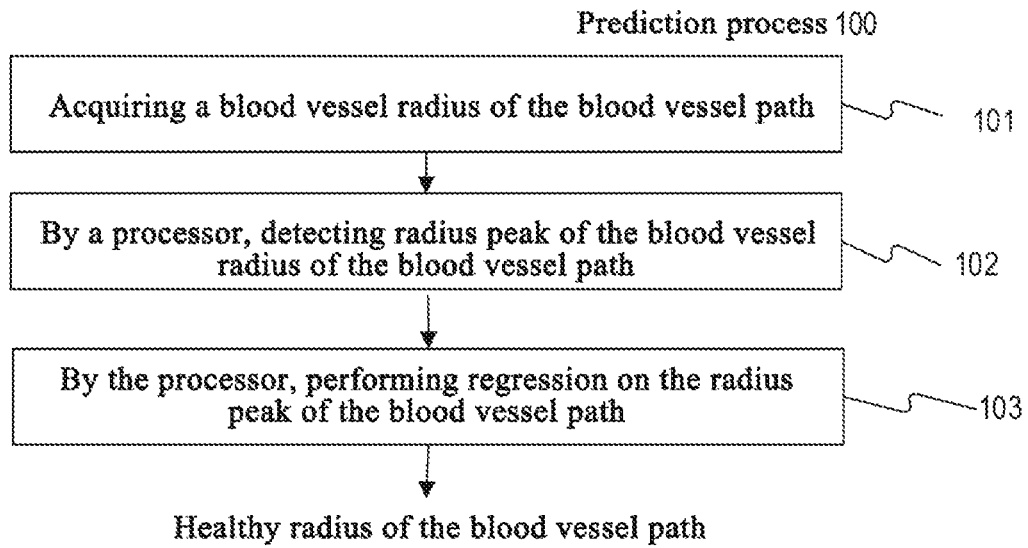 Prediction process 100
Acquiring a blood vessel radius of the blood vessel path
101
By a processor, detecting radius peak of the blood vessel
radius of the blood vessel path
102
By the processor, performing regression on the radius
peak of the blood vessel path
103
Healthy radius of the blood vessel path